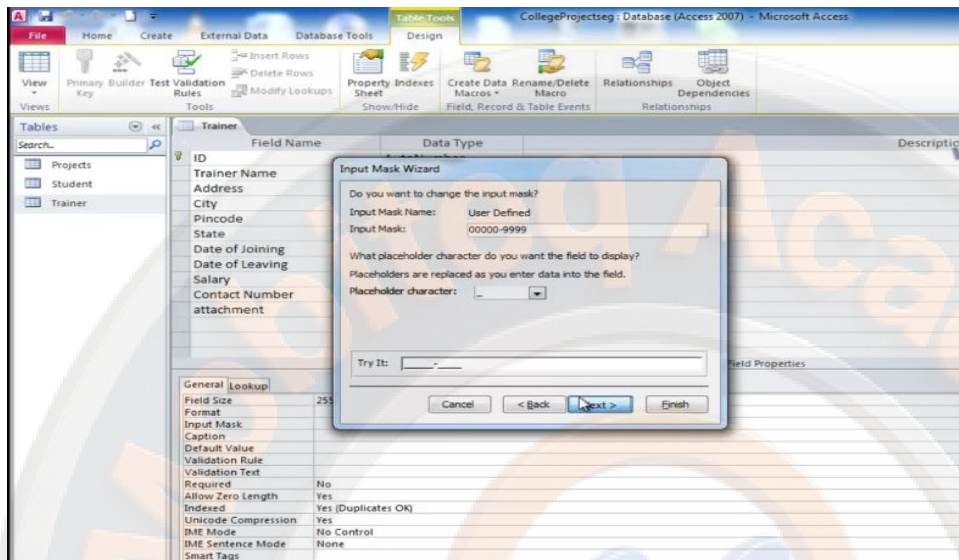 CollegeProjectseg : Database (Access 2007) - Microsoft Access
Table Tools
File Home Create External Data Database Tools Design
View
Primary Key
Builder
Test Validation Rules
Insert Rows
Delete Rows
Modify Lookups
Property Sheet
Indexes
Create Data Macros
Rename/Delete Macro
Relationships
Object Dependencies
Views Tools Show/Hide Field, Record & Table Events Relationships
Tables
Search..
Projects
Student
Trainer
Trainer
Field Name Data Type
ID
Trainer Name
Address
City
Pincode
State
Date of Joining
Date of Leaving
Salary
Contact Number
attachment
Input Mask Wizard
Do you want to change the input mask?
Input Mask Name: User Defined
Input Mask: 00000-9999
What placeholder character do you want the field to display?
Placeholders are replaced as you enter data into the field.
Placeholder character: _
Try It: _____-____
Cancel < Back Next > Finish
Field Properties
General Lookup
Field Size 255
Format
Input Mask
Caption
Default Value
Validation Rule
Validation Text
Required No
Allow Zero Length Yes
Indexed Yes (Duplicates OK)
Unicode Compression Yes
IME Mode No Control
IME Sentence Mode None
Smart Tags